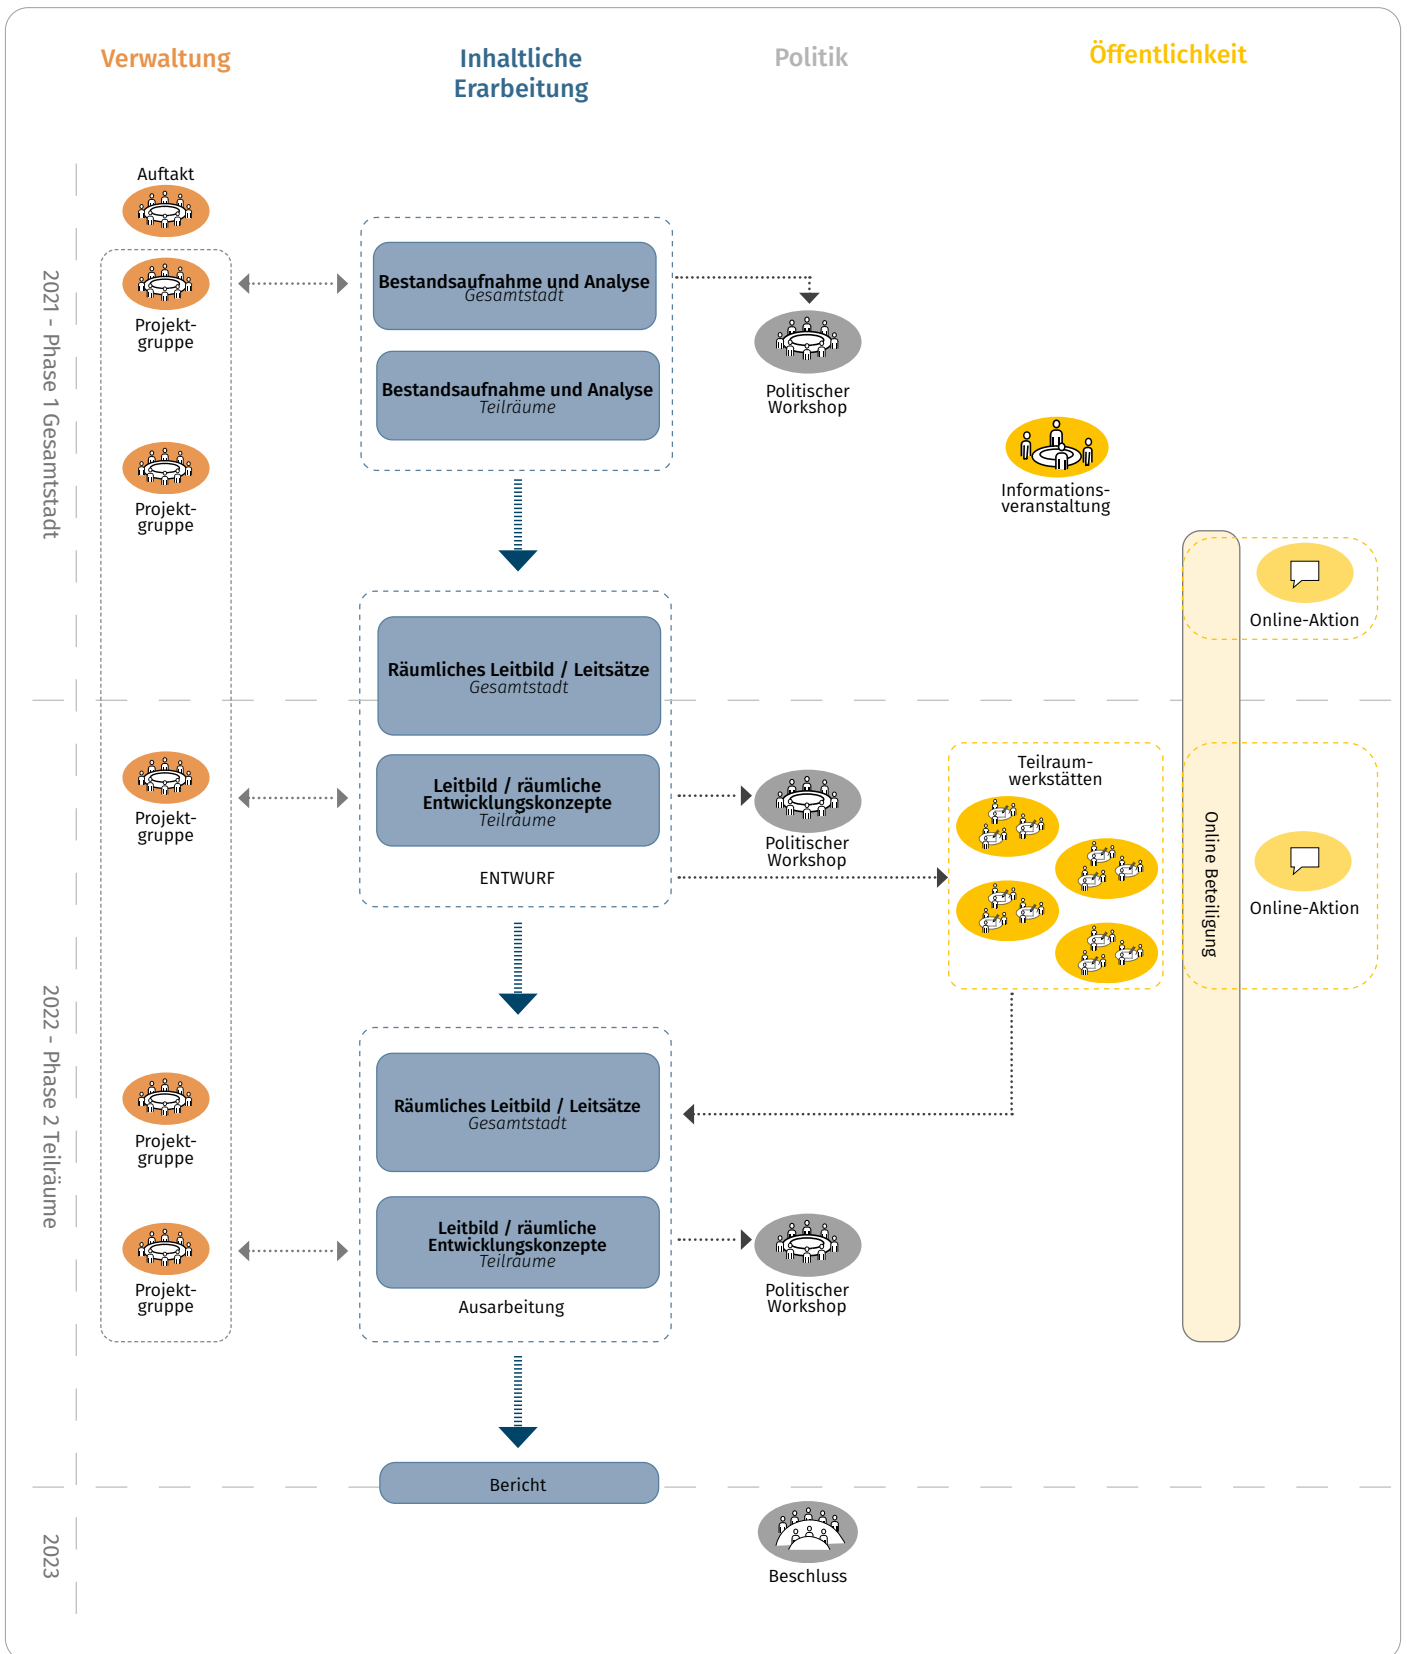 Verwaltung
Inhaltliche
Erarbeitung
Politik
Öffentlichkeit
2021 - Phase 1 Gesamtstadt
Auftakt
Projekt-
gruppe
Bestandsaufnahme und Analyse
Gesamtstadt
Bestandsaufnahme und Analyse
Teilräume
Politischer
Workshop
Projekt-
gruppe
Informations-
veranstaltung
Online-Aktion
Räumliches Leitbild / Leitsätze
Gesamtstadt
2022 - Phase 2 Teilräume
Projekt-
gruppe
Leitbild / räumliche
Entwicklungskonzepte
Teilräume
ENTWURF
Politischer
Workshop
Teilraum-
werkstätten
Online Beteiligung
Online-Aktion
Projekt-
gruppe
Räumliches Leitbild / Leitsätze
Gesamtstadt
Projekt-
gruppe
Leitbild / räumliche
Entwicklungskonzepte
Teilräume
Ausarbeitung
Politischer
Workshop
Bericht
2023
Beschluss